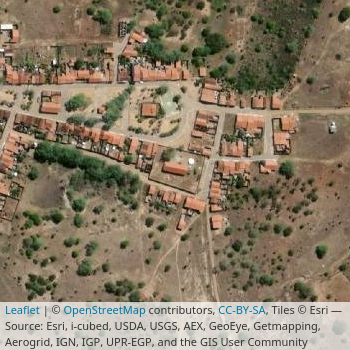 Leaflet | © OpenStreetMap contributors, CC-BY-SA, Tiles © Esri —
Source: Esri, i-cubed, USDA, USGS, AEX, GeoEye, Getmapping,
Aerogrid, IGN, IGP, UPR-EGP, and the GIS User Community